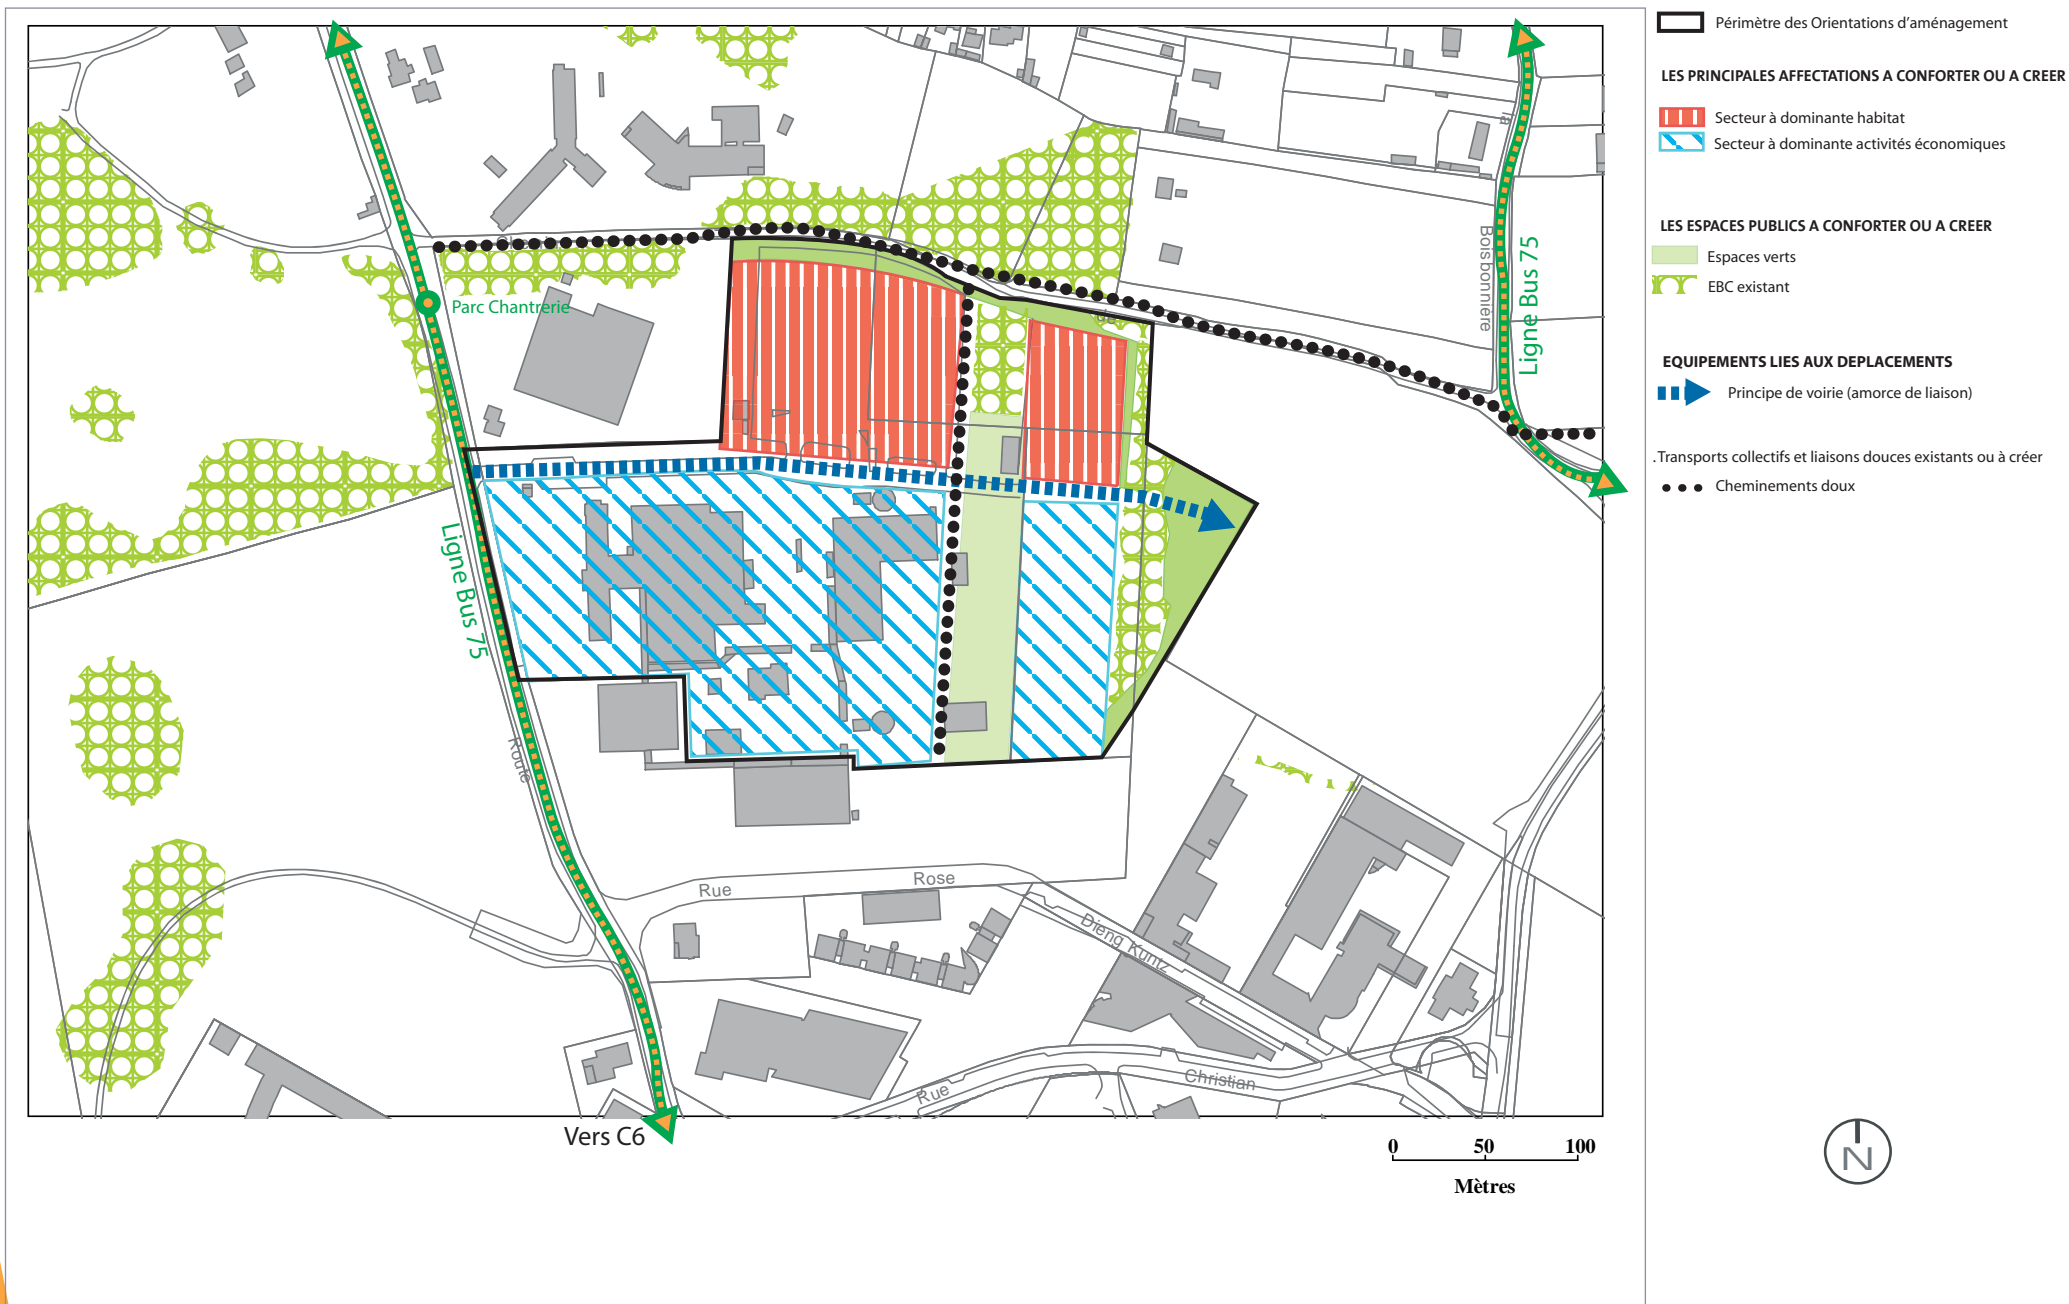 Périmètre des Orientations d'aménagement
LES PRINCIPALES AFFECTATIONS A CONFORTER OU A CREER
Secteur à dominante habitat
Secteur à dominante activités économiques
LES ESPACES PUBLICS A CONFORTER OU A CREER
Espaces verts
EBC existant
EQUIPEMENTS LIES AUX DEPLACEMENTS
Principe de voirie (amorce de liaison)
.Transports collectifs et liaisons douces existants ou à créer
Cheminements doux
Parc Chantrerie
de
Boisbonnière
Ligne Bus 75
Ligne Bus 75
Route
Rue
Rose
Dieng Kuntz
Rue
Christian
Vers C6
0 50 100
Mètres
N